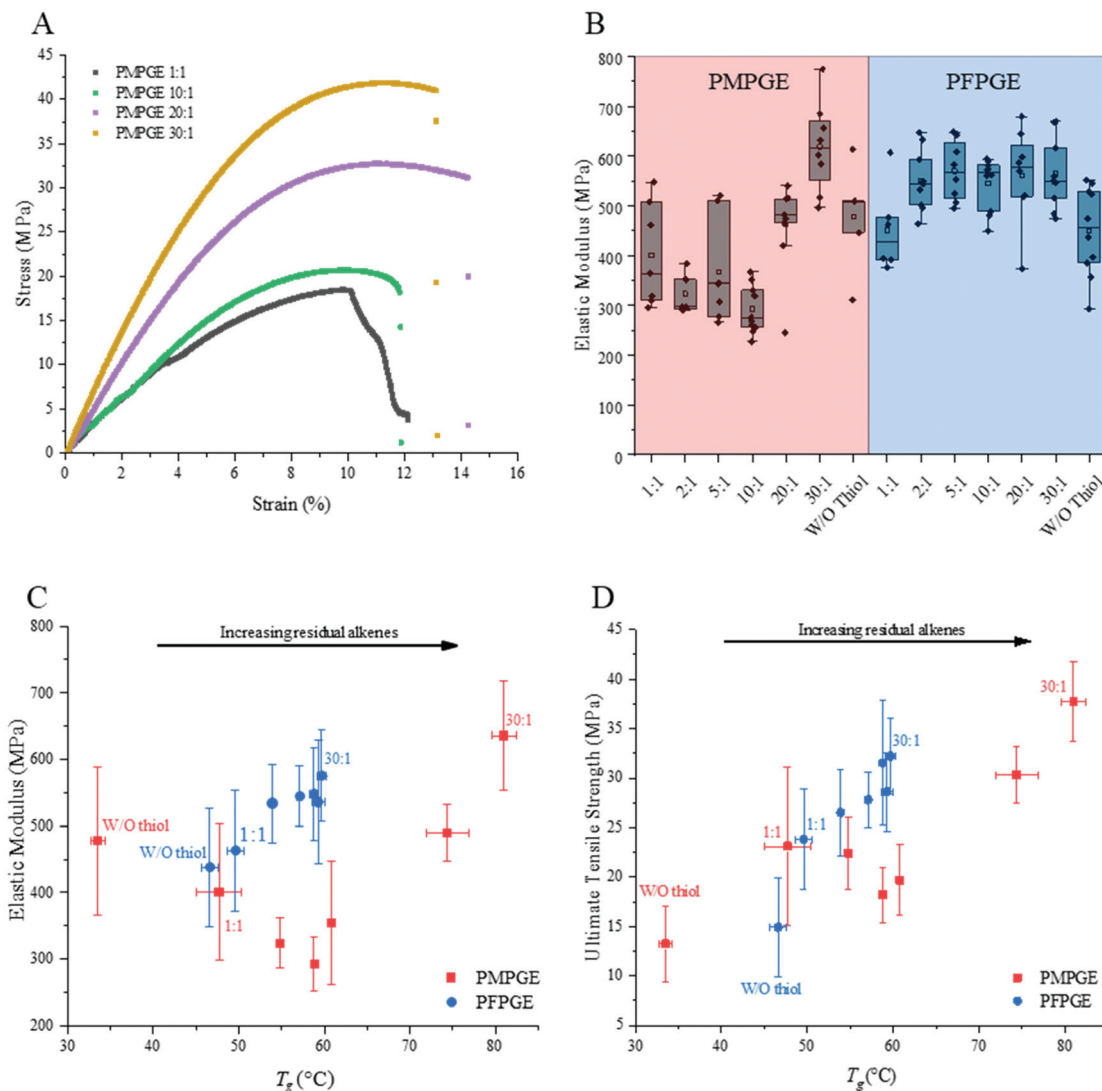 A
PMPGE 1:1
PMPGE 10:1
PMPGE 20:1
PMPGE 30:1
Stress (MPa)
45
40
35
30
25
20
15
10
5
0
0 2 4 6 8 10 12 14 16
Strain (%)
B
PMPGE PFPGE
Elastic Modulus (MPa)
800
700
600
500
400
300
200
100
0
1:1 2:1 5:1 10:1 20:1 30:1 W/O Thiol 1:1 2:1 5:1 10:1 20:1 30:1 W/O Thiol
C
Increasing residual alkenes
Elastic Modulus (MPa)
800
700
600
500
400
300
200
30:1
30:1
W/O thiol
W/O thiol
1:1
1:1
PMPGE
PFPGE
30 40 50 60 70 80
Tg (°C)
D
Increasing residual alkenes
Ultimate Tensile Strength (MPa)
45
40
35
30
25
20
15
10
5
30:1
30:1
1:1
1:1
W/O thiol
W/O thiol
PMPGE
PFPGE
30 40 50 60 70 80
Tg (°C)